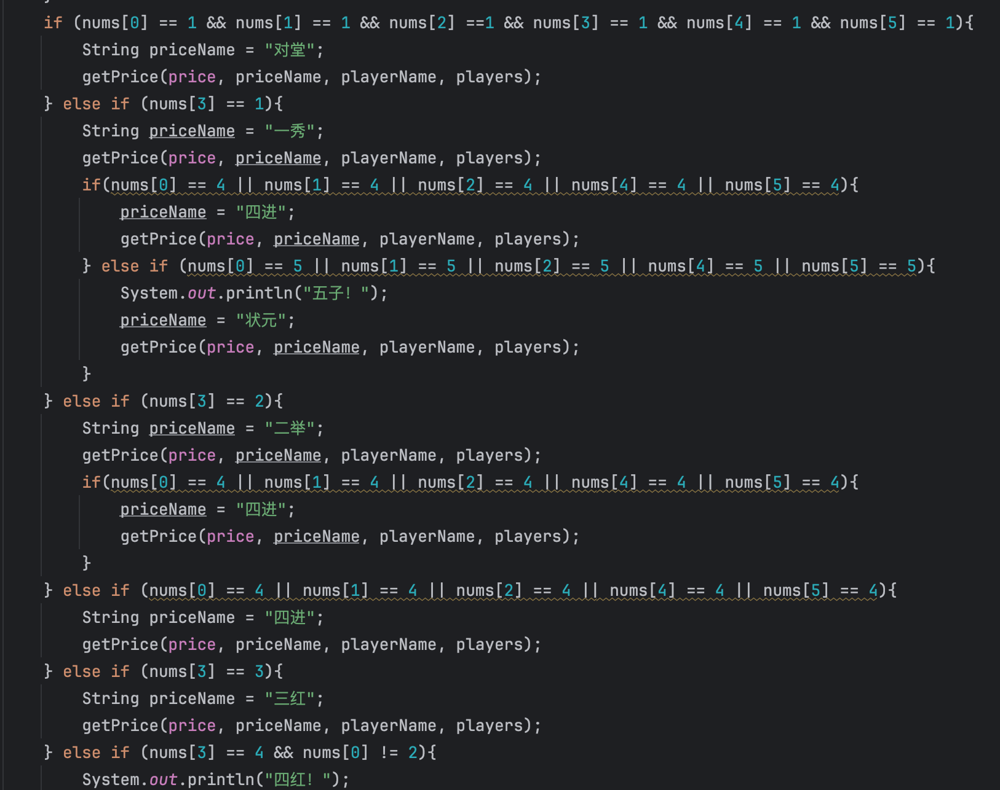 }
if (nums[0] == 1 && nums[1] == 1 && nums[2] ==1 && nums[3] == 1 && nums[4] == 1 && nums[5] == 1){
String priceName = "对堂";
getPrice(price, priceName, playerName, players);
} else if (nums[3] == 1){
String priceName = "一秀";
getPrice(price, priceName, playerName, players);
if(nums[0] == 4 || nums[1] == 4 || nums[2] == 4 || nums[4] == 4 || nums[5] == 4){
priceName = "四进";
getPrice(price, priceName, playerName, players);
} else if (nums[0] == 5 || nums[1] == 5 || nums[2] == 5 || nums[4] == 5 || nums[5] == 5){
System.out.println("五子！");
priceName = "状元";
getPrice(price, priceName, playerName, players);
}
} else if (nums[3] == 2){
String priceName = "二举";
getPrice(price, priceName, playerName, players);
if(nums[0] == 4 || nums[1] == 4 || nums[2] == 4 || nums[4] == 4 || nums[5] == 4){
priceName = "四进";
getPrice(price, priceName, playerName, players);
}
} else if (nums[0] == 4 || nums[1] == 4 || nums[2] == 4 || nums[4] == 4 || nums[5] == 4){
String priceName = "四进";
getPrice(price, priceName, playerName, players);
} else if (nums[3] == 3){
String priceName = "三红";
getPrice(price, priceName, playerName, players);
} else if (nums[3] == 4 && nums[0] != 2){
System.out.println("四红！");